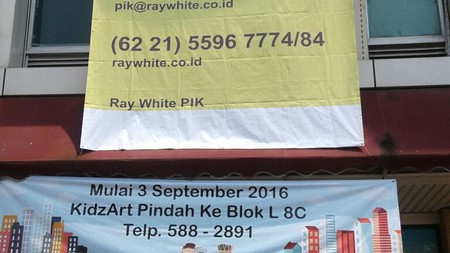 pik@raywhite.co.id
(62 21) 5596 7774/84
raywhite.co.id
Ray White PIK
Mulai 3 September 2016
KidzArt Pindah Ke Blok L 8C
Telp. 588 - 2891